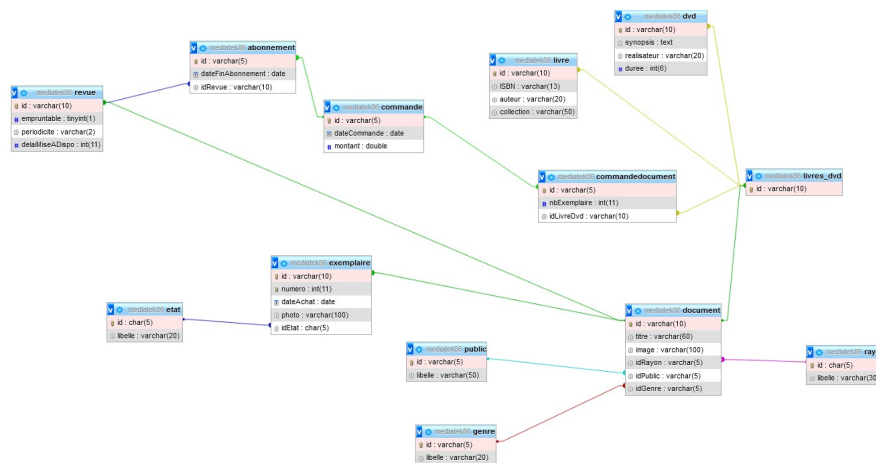 mediatek86 dvd
id : varchar(10)
synopsis : text
realisateur : varchar(20)
duree : int(6)
mediatek86 abonnement
id : varchar(5)
dateFinAbonnement : date
idRevue : varchar(10)
mediatek86 livre
id : varchar(10)
ISBN : varchar(13)
auteur : varchar(20)
collection : varchar(50)
mediatek86 revue
id : varchar(10)
empruntable : tinyint(1)
periodicite : varchar(2)
delaiMiseADispo : int(11)
mediatek86 commande
id : varchar(5)
dateCommande : date
montant : double
mediatek86 commandedocument
id : varchar(5)
nbExemplaire : int(11)
idLivreDvd : varchar(10)
mediatek86 livres_dvd
id : varchar(10)
mediatek86 exemplaire
id : varchar(10)
numero : int(11)
dateAchat : date
photo : varchar(100)
idEtat : char(5)
mediatek86 etat
id : char(5)
libelle : varchar(20)
mediatek86 document
id : varchar(10)
titre : varchar(60)
image : varchar(100)
idRayon : varchar(5)
idPublic : varchar(5)
idGenre : varchar(5)
mediatek86 public
id : varchar(5)
libelle : varchar(50)
mediatek86 ray
id : char(5)
libelle : varchar(30
mediatek86 genre
id : varchar(5)
libelle : varchar(20)